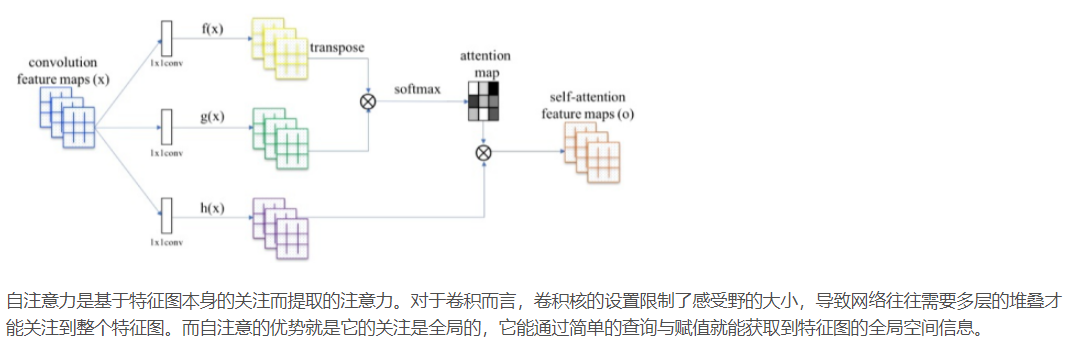 f(x)
transpose
1x1conv
convolution
feature maps (x)
attention
map
softmax
self-attention
feature maps (o)
g(x)
1x1conv
h(x)
1x1conv
自注意力是基于特征图本身的关注而提取的注意力。对于卷积而言，卷积核的设置限制了感受野的大小，导致网络往往需要多层的堆叠才
能关注到整个特征图。而自注意的优势就是它的关注是全局的，它能通过简单的查询与赋值就能获取到特征图的全局空间信息。